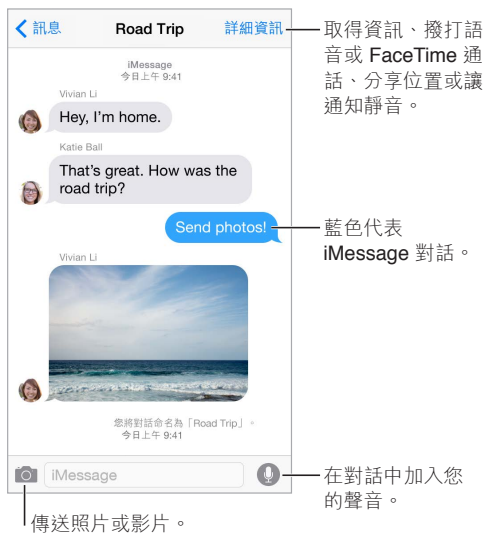 訊息 Road Trip 詳細資訊
取得資訊、撥打語
音或 FaceTime 通
話、分享位置或讓
通知靜音。
iMessage
今日上午 9:41
Vivian Li
Hey, I'm home.
Katie Ball
That's great. How was the
road trip?
Send photos!
藍色代表
iMessage 對話。
Vivian Li
您將對話命名為「Road Trip」。
今日上午 9:41
iMessage
在對話中加入您
的聲音。
傳送照片或影片。